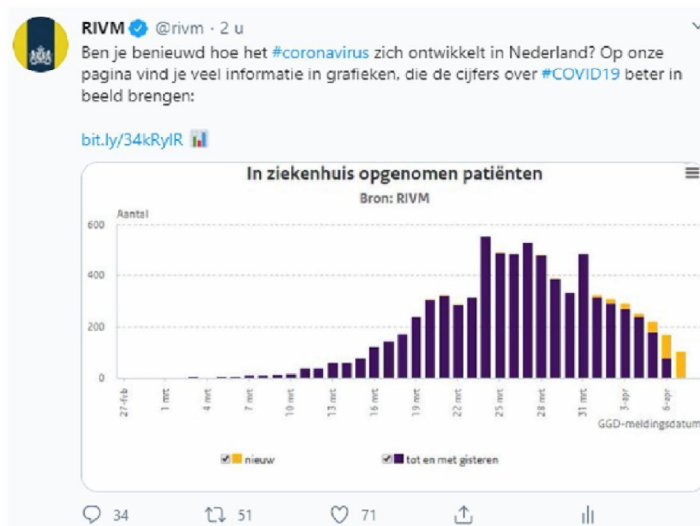 RIVM @rivm · 2 u
Ben je benieuwd hoe het #coronavirus zich ontwikkelt in Nederland? Op onze
pagina vind je veel informatie in grafieken, die de cijfers over #COVID19 beter in
beeld brengen:
bit.ly/34kRyIR
In ziekenhuis opgenomen patiënten
Bron: RIVM
Aantal
600
400
200
0
27-feb 1 mrt 4 mrt 7 mrt 10 mrt 13 mrt 16 mrt 19 mrt 22 mrt 25 mrt 28 mrt 31 mrt 3-apr 6-apr
GGD-meldingsdatum
nieuw tot en met gisteren
34 51 71